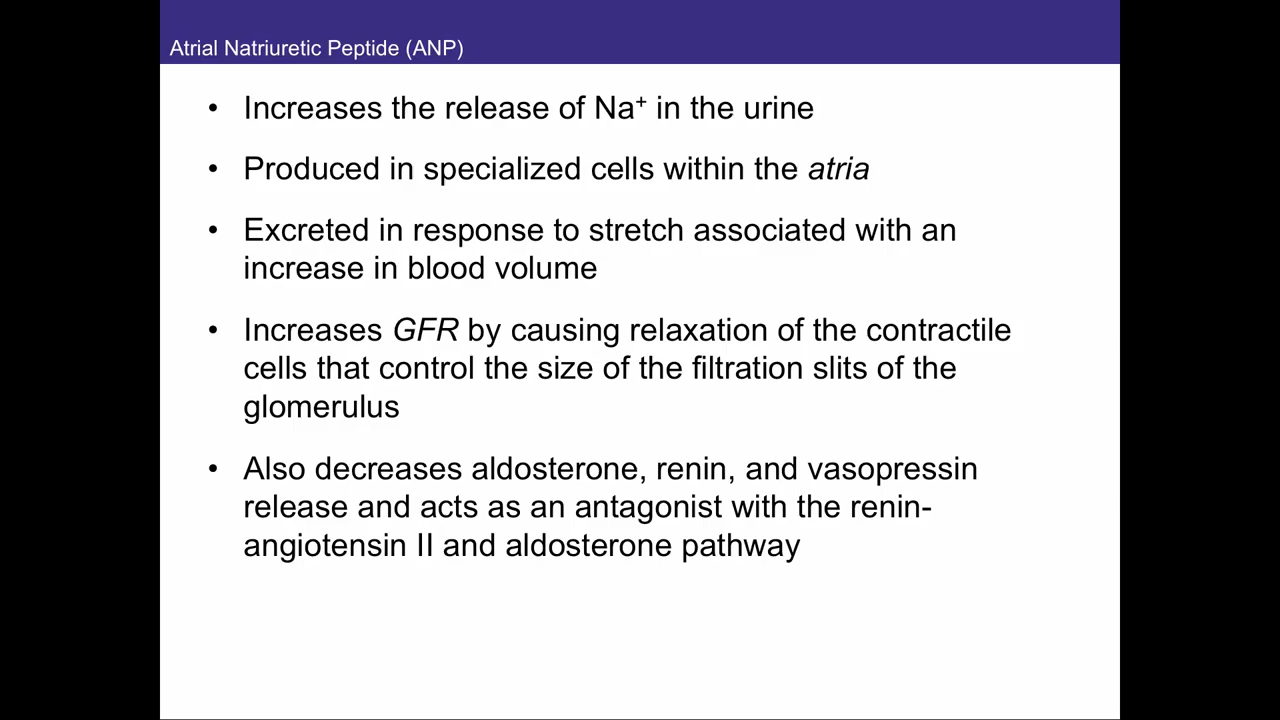 Atrial Natriuretic Peptide (ANP)
• Increases the release of Na⁺ in the urine
• Produced in specialized cells within the atria
• Excreted in response to stretch associated with an
increase in blood volume
• Increases GFR by causing relaxation of the contractile
cells that control the size of the filtration slits of the
glomerulus
• Also decreases aldosterone, renin, and vasopressin
release and acts as an antagonist with the renin-
angiotensin II and aldosterone pathway